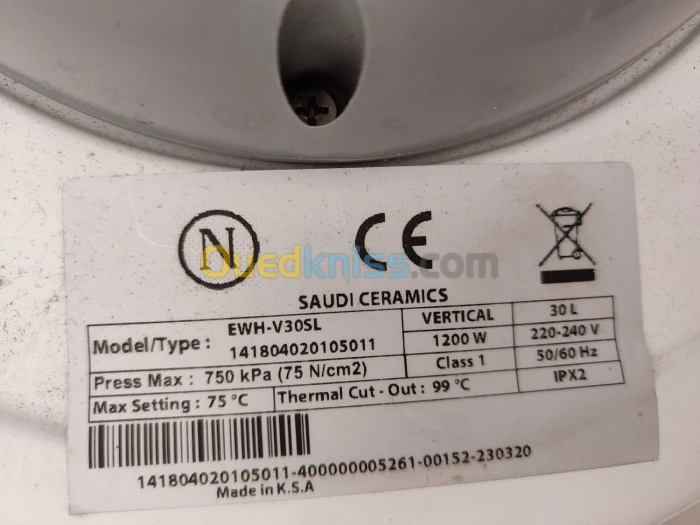 N CE
Ouedkniss.com
SAUDI CERAMICS
Model/Type : EWH-V30SL VERTICAL 30 L
141804020105011 1200 W 220-240 V
Press Max : 750 kPa (75 N/cm2) Class 1 50/60 Hz
Max Setting : 75 °C Thermal Cut - Out : 99 °C IPX2
141804020105011-400000005261-00152-230320
Made in K.S.A